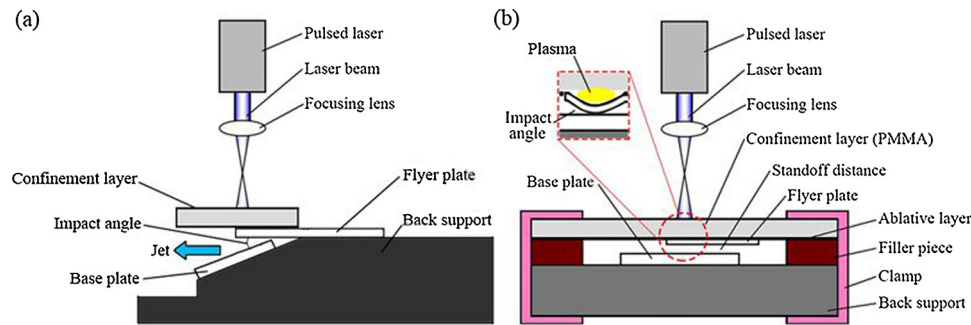 (a)
Pulsed laser
Laser beam
Focusing lens
Confinement layer
Flyer plate
Impact angle
Back support
Jet
Base plate
(b)
Pulsed laser
Plasma
Laser beam
Focusing lens
Impact
angle
Confinement layer (PMMA)
Standoff distance
Base plate
Flyer plate
Ablative layer
Filler piece
Clamp
Back support